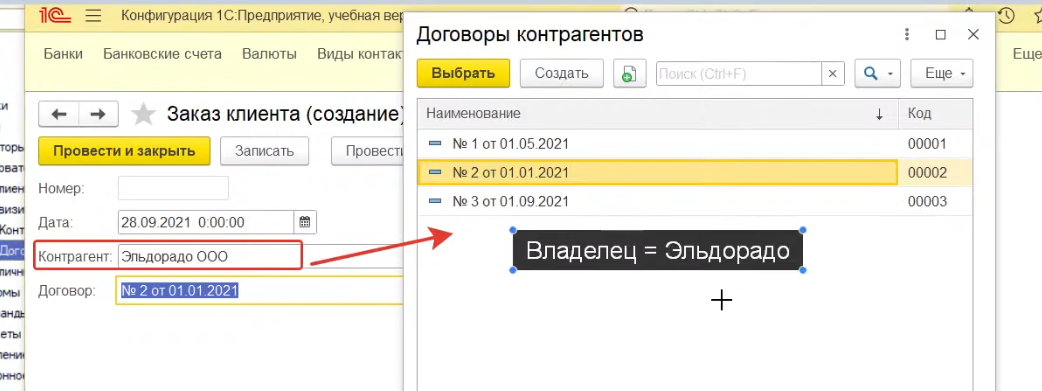 1С Конфигурация 1С:Предприятие, учебная вер
Банки Банковские счета Валюты Виды контак
Еще
Заказ клиента (создание)
Провести и закрыть Записать Провести
Номер:
Дата: 28.09.2021 0:00:00
Контрагент: Эльдорадо ООО
Договор: № 2 от 01.01.2021
Договоры контрагентов
Выбрать Создать Поиск (Ctrl+F) × Еще
Наименование ↓ Код
№ 1 от 01.05.2021 00001
№ 2 от 01.01.2021 00002
№ 3 от 01.09.2021 00003
Владелец = Эльдорадо